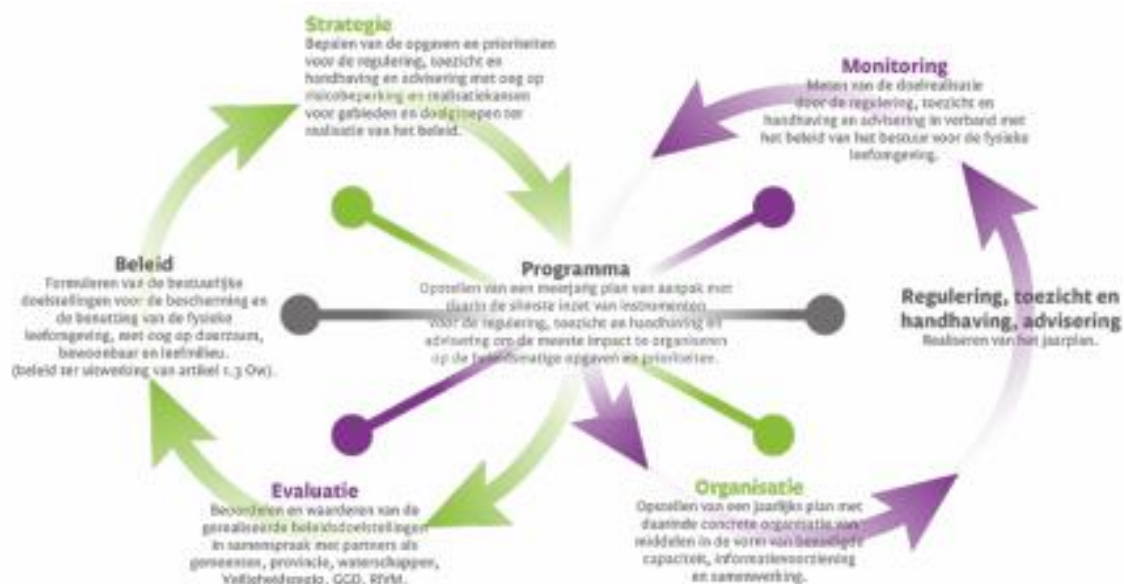 Strategie
Bepalen van de opgaven en prioriteiten
voor de regulering, toezicht en
handhaving en advisering met oog op
risicobeperking en realisatiekansen
voor gebieden en doelgroepen ter
realisatie van het beleid.
Monitoring
Meten van de doelrealisatie
door de regulering, toezicht en
handhaving en advisering in verband met
het beleid van het bestuur voor de fysieke
leefomgeving.
Beleid
Formuleren van de bestuurlijke
doelstellingen voor de bescherming en
de benutting van de fysieke
leefomgeving, met oog op duurzaam,
bewoonbaar en leefmilieu.
(beleid ter uitwerking van artikel 1.3 Ow).
Programma
Opstellen van een meerjarig plan van aanpak met
daarin de slimste inzet van instrumenten
voor de regulering, toezicht en handhaving en
advisering om de meeste impact te organiseren
op de beleidsmatige opgaven en prioriteiten.
Regulering, toezicht en
handhaving, advisering
Realiseren van het jaarplan.
Evaluatie
Beoordelen en waarderen van de
gerealiseerde beleidsdoelstellingen
in samenspraak met partners als
gemeenten, provincie, waterschappen,
Veiligheidsregio, GGD, RIVM.
Organisatie
Opstellen van een jaarlijks plan met
daarin de concrete organisatie van
middelen in de vorm van benodigde
capaciteit, informatievoorziening
en samenwerking.